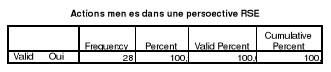 Actions men es dans une persoective RSE
Frequency Percent Valid Percent Cumulative Percent
Valid Oui 28 100, 100, 100,